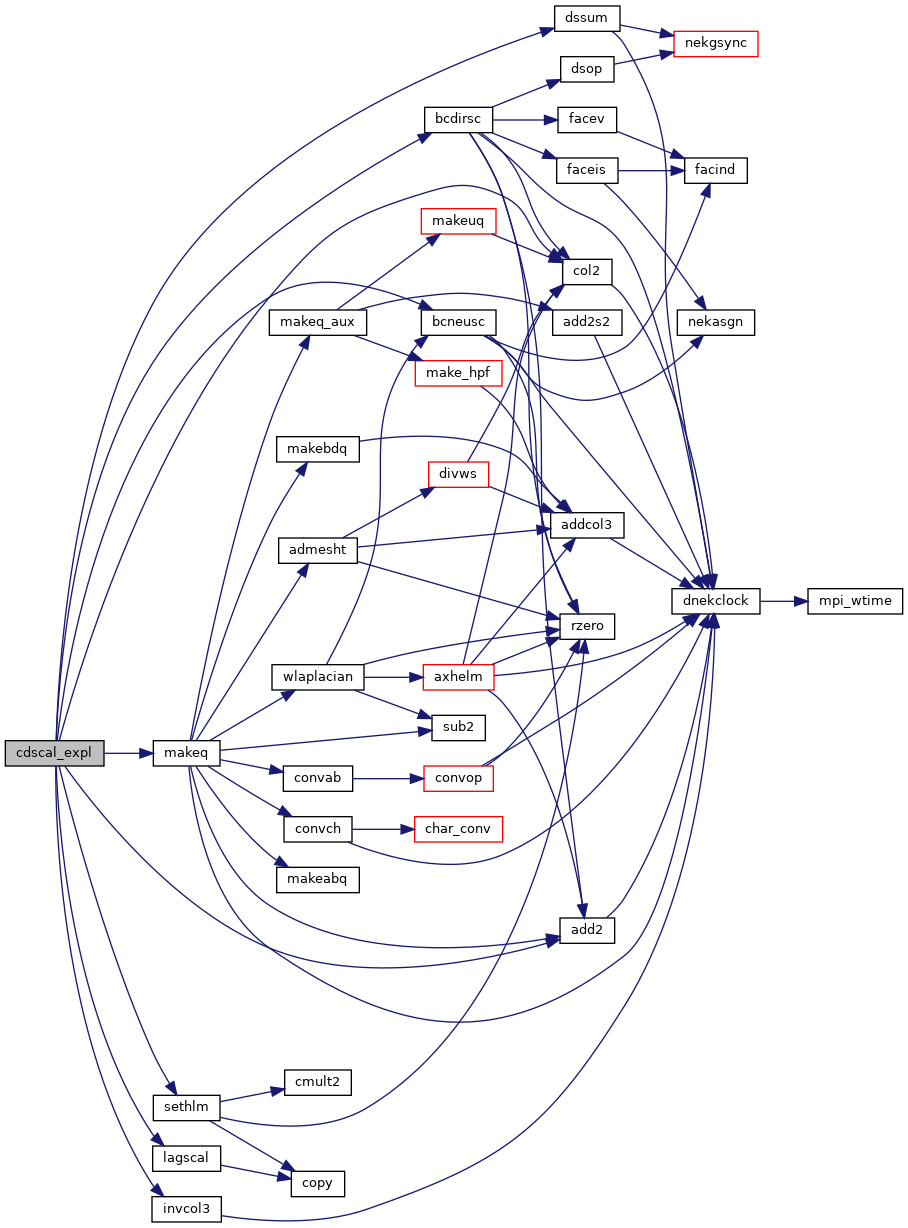 dssum
nekgsync
dsop
bcdirsc
facev
faceis
facind
makeuq
col2
makeq_aux
bcneusc
add2s2
nekasgn
make_hpf
makebdq
divws
addcol3
admesht
dnekclock
mpi_wtime
rzero
wlaplacian
axhelm
sub2
cdscal_expl
makeq
convab
convop
convch
char_conv
makeabq
add2
cmult2
sethlm
lagscal
copy
invcol3